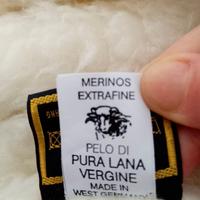 MERINOS
EXTRAFINE
PELO DI
PURA LANA
VERGINE
MADE IN
WEST GERMANY